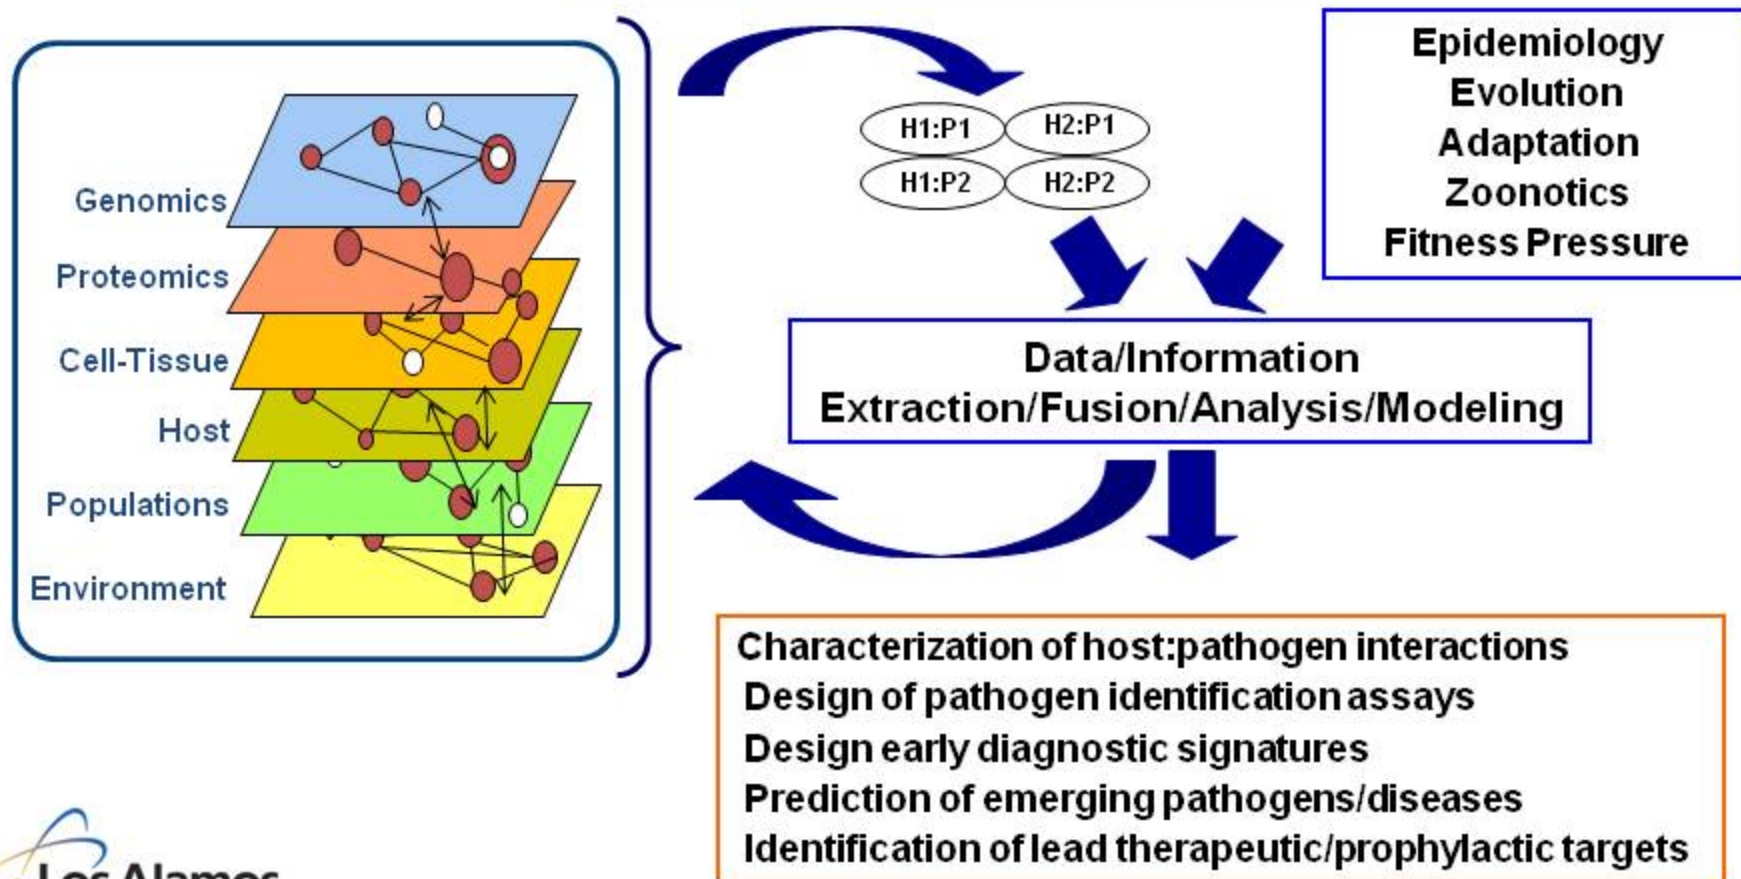 Genomics
Proteomics
Cell-Tissue
Host
Populations
Environment
H1:P1
H2:P1
H1:P2
H2:P2
Epidemiology
Evolution
Adaptation
Zoonotics
Fitness Pressure
Data/Information
Extraction/Fusion/Analysis/Modeling
Characterization of host:pathogen interactions
Design of pathogen identification assays
Design early diagnostic signatures
Prediction of emerging pathogens/diseases
Identification of lead therapeutic/prophylactic targets
Los Alamos